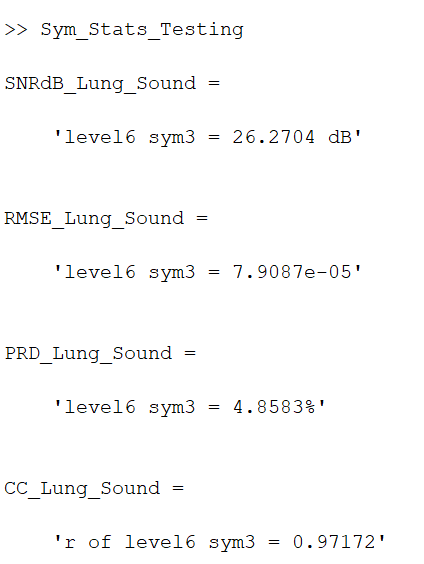 >> Sym_Stats_Testing
SNRdB_Lung_Sound =
'level6 sym3 = 26.2704 dB'
RMSE_Lung_Sound =
'level6 sym3 = 7.9087e-05'
PRD_Lung_Sound =
'level6 sym3 = 4.8583%'
CC_Lung_Sound =
'r of level6 sym3 = 0.97172'